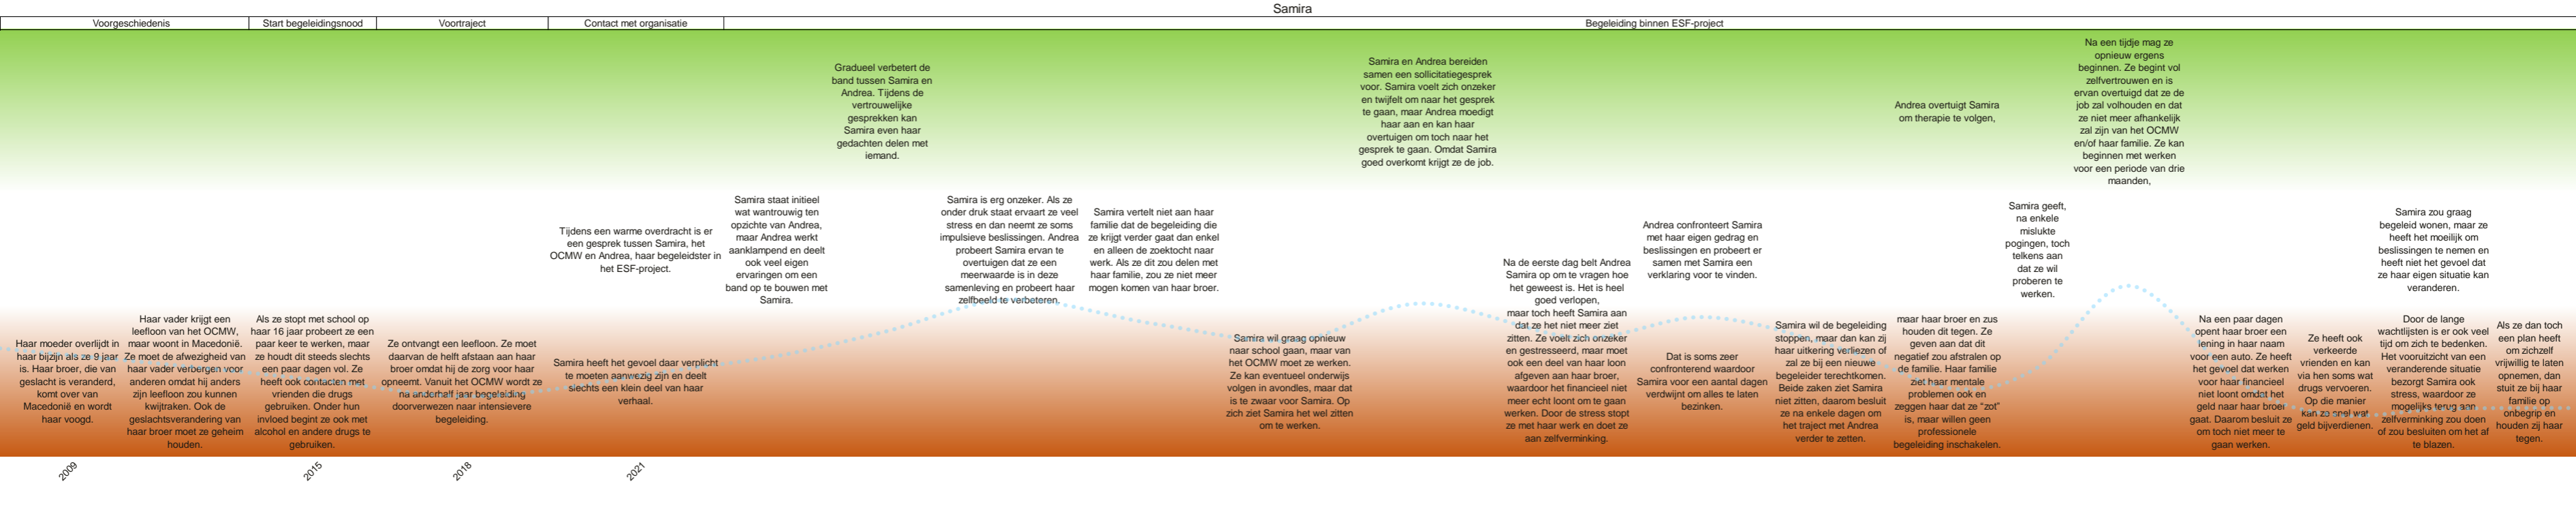 Samira
Voorgeschiedenis
Start begeleidingsnood
Voortraject
Contact met organisatie
Begeleiding binnen ESF-project
Haar moeder overlijdt in
haar bijzijn als ze 9 jaar
is. Haar broer, die van
geslacht is veranderd,
komt over van
Macedonië en wordt
haar voogd.
Haar vader krijgt een
leefloon van het OCMW,
maar woont in Macedonië.
Ze moet de afwezigheid van
haar vader verbergen voor
anderen omdat hij anders
zijn leefloon zou kunnen
kwijtraken. Ook de
geslachtsverandering van
haar broer moet ze geheim
houden.
Als ze stopt met school op
haar 16 jaar probeert ze een
paar keer te werken, maar
ze houdt dit steeds slechts
een paar dagen vol. Ze
heeft ook contacten met
vrienden die drugs
gebruiken. Onder hun
invloed begint ze ook met
alcohol en andere drugs te
gebruiken.
Ze ontvangt een leefloon. Ze moet
daarvan de helft afstaan aan haar
broer omdat hij de zorg voor haar
opneemt. Vanuit het OCMW wordt ze
na anderhalf jaar begeleiding
doorverwezen naar intensievere
begeleiding.
Tijdens een warme overdracht is er
een gesprek tussen Samira, het
OCMW en Andrea, haar begeleidster in
het ESF-project.
Samira heeft het gevoel daar verplicht
te moeten aanwezig zijn en deelt
slechts een klein deel van haar
verhaal.
Samira staat initieel
wat wantrouwig ten
opzichte van Andrea,
maar Andrea werkt
aanklampend en deelt
ook veel eigen
ervaringen om een
band op te bouwen met
Samira.
Gradueel verbetert de
band tussen Samira en
Andrea. Tijdens de
vertrouwelijke
gesprekken kan
Samira even haar
gedachten delen met
iemand.
Samira is erg onzeker. Als ze
onder druk staat ervaart ze veel
stress en dan neemt ze soms
impulsieve beslissingen. Andrea
probeert Samira ervan te
overtuigen dat ze een
meerwaarde is in deze
samenleving en probeert haar
zelfbeeld te verbeteren.
Samira vertelt niet aan haar
familie dat de begeleiding die
ze krijgt verder gaat dan enkel
en alleen de zoektocht naar
werk. Als ze dit zou delen met
haar familie, zou ze niet meer
mogen komen van haar broer.
Samira wil graag opnieuw
naar school gaan, maar van
het OCMW moet ze werken.
Ze kan eventueel onderwijs
volgen in avondles, maar dat
is te zwaar voor Samira. Op
zich ziet Samira het wel zitten
om te werken.
Samira en Andrea bereiden
samen een sollicitatiegesprek
voor. Samira voelt zich onzeker
en twijfelt om naar het gesprek
te gaan, maar Andrea moedigt
haar aan en kan haar
overtuigen om toch naar het
gesprek te gaan. Omdat Samira
goed overkomt krijgt ze de job.
Na de eerste dag belt Andrea
Samira op om te vragen hoe
het geweest is. Het is heel
goed verlopen,
maar toch heeft Samira aan
dat ze het niet meer ziet
zitten. Ze voelt zich onzeker
en gestresseerd, maar moet
ook een deel van haar loon
afgeven aan haar broer,
waardoor het financieel niet
meer echt loont om te gaan
werken. Door de stress stopt
ze met haar werk en doet ze
aan zelfverminking.
Andrea confronteert Samira
met haar eigen gedrag en
beslissingen en probeert er
samen met Samira een
verklaring voor te vinden.
Dat is soms zeer
confronterend waardoor
Samira voor een aantal dagen
verdwijnt om alles te laten
bezinken.
Samira wil de begeleiding
stoppen, maar dan kan zij
haar uitkering verliezen of
zal ze bij een nieuwe
begeleider terechtkomen.
Beide zaken ziet Samira
niet zitten, daarom besluit
ze na enkele dagen om
het traject met Andrea
verder te zetten.
Andrea overtuigt Samira
om therapie te volgen,
maar haar broer en zus
houden dit tegen. Ze
geven aan dat dit
negatief zou afstralen op
de familie. Haar familie
ziet haar mentale
problemen ook en
zeggen haar dat ze “zot”
is, maar willen geen
professionele
begeleiding inschakelen.
Samira geeft,
na enkele
mislukte
pogingen, toch
telkens aan
dat ze wil
proberen te
werken.
Na een tijdje mag ze
opnieuw ergens
beginnen. Ze begint vol
zelfvertrouwen en is
ervan overtuigd dat ze de
job zal volhouden en dat
ze niet meer afhankelijk
zal zijn van het OCMW
en/of haar familie. Ze kan
beginnen met werken
voor een periode van drie
maanden,
Na een paar dagen
opent haar broer een
lening in haar naam
voor een auto. Ze heeft
het gevoel dat werken
voor haar financieel
niet loont omdat het
geld naar haar broer
gaat. Daarom besluit ze
om toch niet meer te
gaan werken.
Ze heeft ook
verkeerde
vrienden en kan
via hen soms wat
drugs vervoeren.
Op die manier
kan ze snel wat
geld bijverdienen.
Samira zou graag
begeleid wonen, maar ze
heeft het moeilijk om
beslissingen te nemen en
heeft niet het gevoel dat
ze haar eigen situatie kan
veranderen.
Door de lange
wachtlijsten is er ook veel
tijd om zich te bedenken.
Het vooruitzicht van een
veranderende situatie
bezorgt Samira ook
stress, waardoor ze
mogelijks terug aan
zelfverminking zou doen
of zou besluiten om het af
te blazen.
Als ze dan toch
een plan heeft
om zichzelf
vrijwillig te laten
opnemen, dan
stuit ze bij haar
familie op
onbegrip en
houden zij haar
tegen.
2009
2015
2018
2021